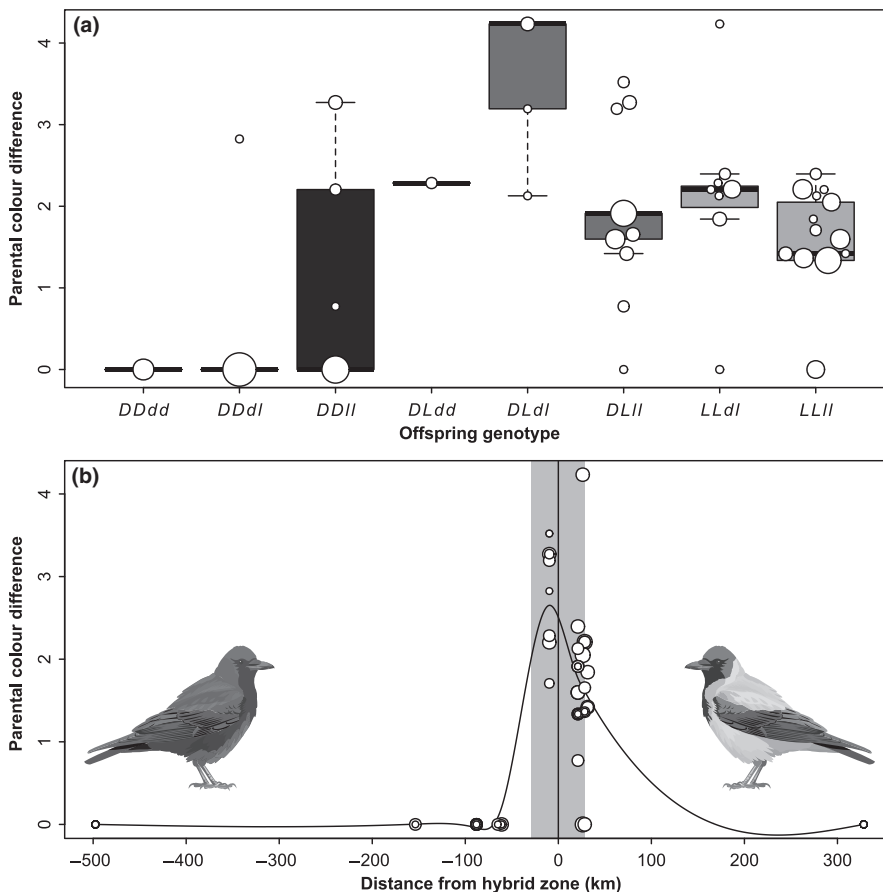 (a)
Parental colour difference
4
3
2
1
0
DDdd DDdl DDll DLdd DLdl DLll LLdl LLll
Offspring genotype
(b)
Parental colour difference
4
3
2
1
0
–500 –400 –300 –200 –100 0 100 200 300
Distance from hybrid zone (km)